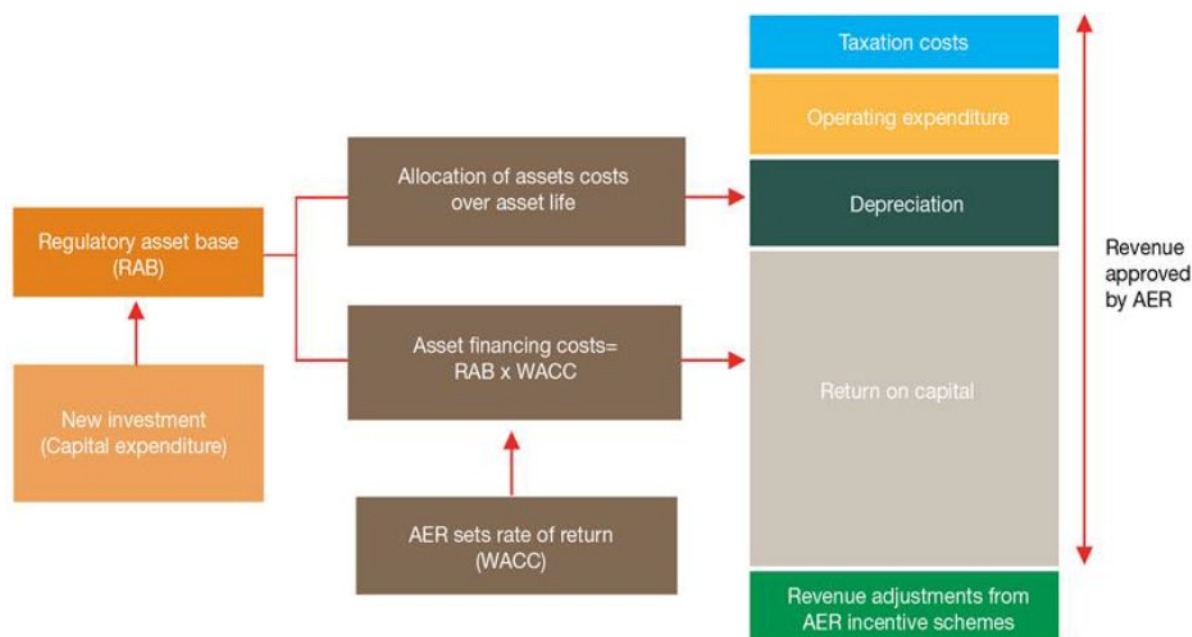 Taxation costs
Operating expenditure
Allocation of assets costs
over asset life
Depreciation
Regulatory asset base
(RAB)
Revenue
approved
by AER
Asset financing costs=
RAB x WACC
Return on capital
New investment
(Capital expenditure)
AER sets rate of return
(WACC)
Revenue adjustments from
AER incentive schemes